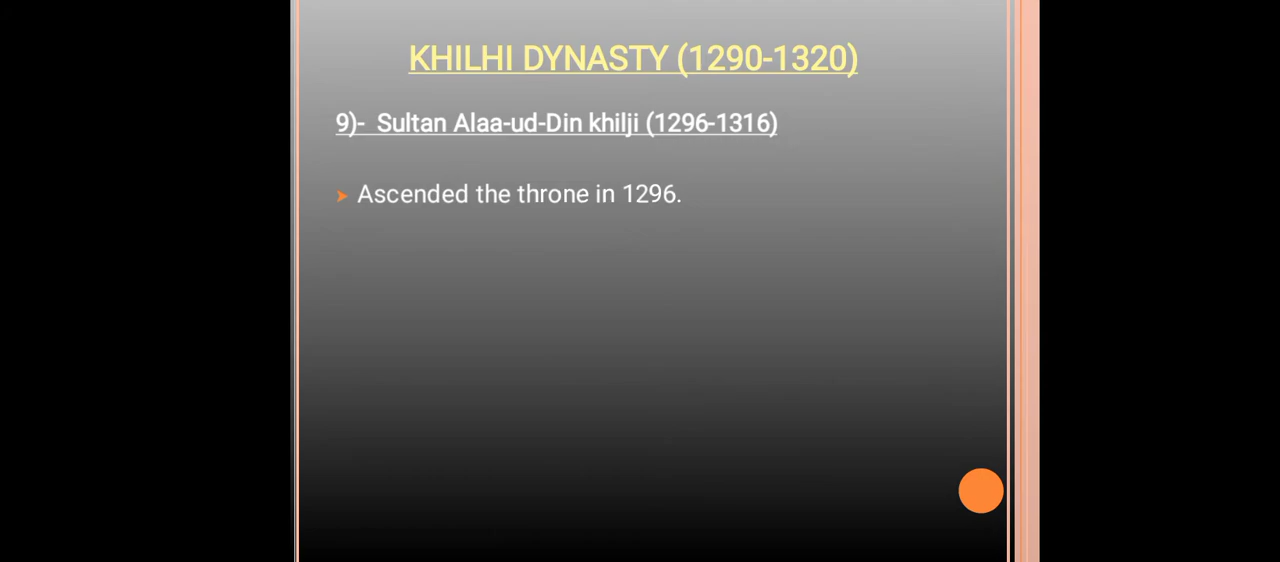 KHILHI DYNASTY (1290-1320)
9)- Sultan Alaa-ud-Din khilji (1296-1316)
Ascended the throne in 1296.